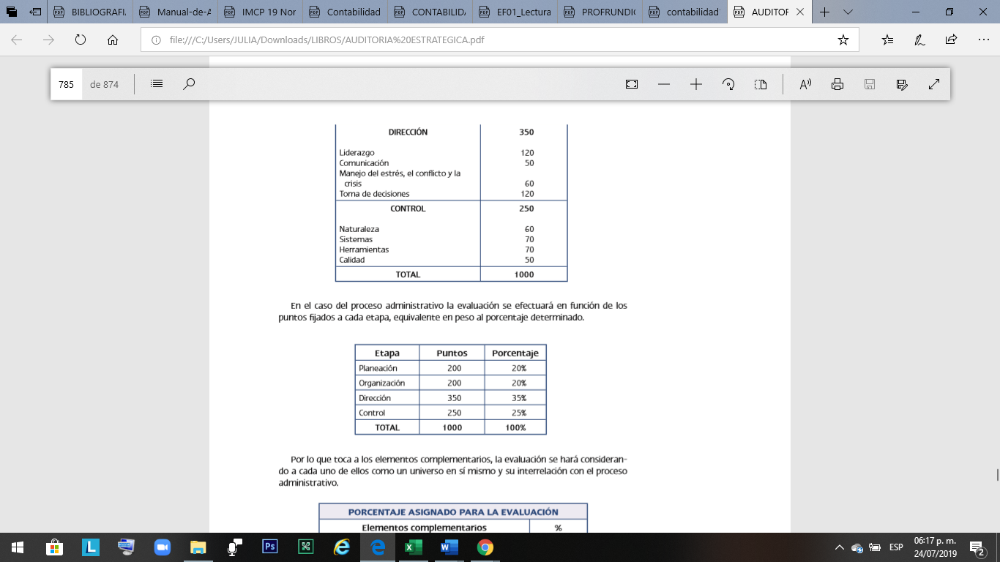 BIBLIOGRAFI.
Manual-de-A
IMCP 19 Nor
Contabilidad
CONTABILID/
EF01_Lectura
PROFRUNDI
contabilidad
AUDITOF
file:///C:/Users/JULIA/Downloads/LIBROS/AUDITORIA%20ESTRATEGICA.pdf
785 de 874
DIRECCIÓN 350
Liderazgo 120
Comunicación 50
Manejo del estrés, el conflicto y la
crisis 60
Toma de decisiones 120
CONTROL 250
Naturaleza 60
Sistemas 70
Herramientas 70
Calidad 50
TOTAL 1000
En el caso del proceso administrativo la evaluación se efectuará en función de los
puntos fijados a cada etapa, equivalente en peso al porcentaje determinado.
Etapa Puntos Porcentaje
Planeación 200 20%
Organización 200 20%
Dirección 350 35%
Control 250 25%
TOTAL 1000 100%
Por lo que toca a los elementos complementarios, la evaluación se hará consideran-
do a cada uno de ellos como un universo en sí mismo y su interrelación con el proceso
administrativo.
PORCENTAJE ASIGNADO PARA LA EVALUACIÓN
Elementos complementarios %
ESP
06:17 p. m.
24/07/2019
2